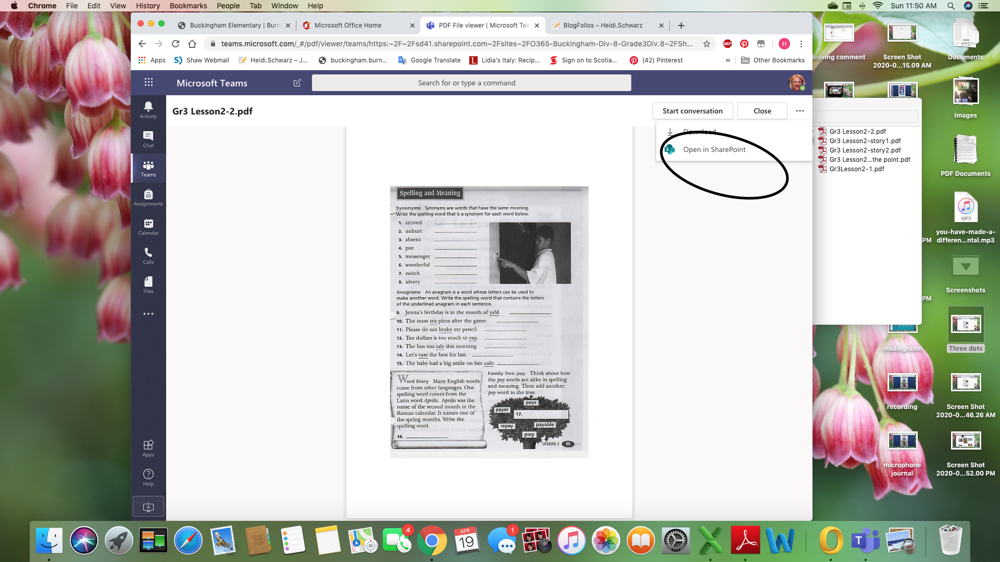 Chrome File Edit View History Bookmarks People Tab Window Help Sun 11:50 AM
Buckingham Elementary | Burn
Microsoft Office Home
PDF File viewer | Microsoft Tea
BlogFolios – Heidi.Schwarz
teams.microsoft.com/_#/pdf/viewer/teams/https:~2F~2Fsd41.sharepoint.com~2Fsites~2FO365-Buckingham-Div-8-Grade3Div.8~2FSh...
ABP
H
Apps Shaw Webmail Heidi.Schwarz – J... buckingham.burn... Google Translate Lidia's Italy: Recip... Sign on to Scotia... (42) Pinterest » Other Bookmarks
Microsoft Teams
Search for or type a command
Activity
Chat
Teams
Assignments
Calendar
Calls
Files
Apps
Help
Gr3 Lesson2-2.pdf
Start conversation
Close
Download
Open in SharePoint
Spelling and Meaning
Synonyms Synonyms are words that have the same meaning.
Write the spelling word that is a synonym for each word below.
1. arrived
2. unhurt
3. absent
4. put
5. messenger
6. wonderful
7. switch
8. silvery
Anagrams An anagram is a word whose letters can be used to
make another word. Write the spelling word that contains the letters
of the underlined anagram in each sentence.
9. Jenna's birthday is in the month of yaM.
10. The team tea pizza after the game.
11. Please do not brake my pencil.
12. Ten dollars is too much to yap.
13. The bus was tale this morning.
14. Let's vase the best for last.
15. The baby had a big smile on her cafe.
Word Story Many English words
come from other languages. One
spelling word comes from the
Latin word Aprilis. Aprilis was the
name of the second month in the
Roman calendar. It names one of
the spring months. Write the
spelling word.
16.
Family Tree: pay Think about how
the pay words are alike in spelling
and meaning. Then add another
pay word to the tree.
pays
payer
17.
repay
payable
pay
LESSON 2 15
Gr3 Lesson2-2.pdf
Gr3 Lesson2-story1.pdf
Gr3 Lesson2-story2.pdf
Gr3 Lesson2...the point.pdf
Gr3Lesson2-1.pdf
leaving comment
Screen Shot
2020-0...15.09 AM
CSV
Documents
Images
PDF Documents
MP3
you-have-made-a-
differen...ntal.mp3
PM
Screenshots
PM
readingroom
Three dots
recording
Screen Shot
2020-0...46.26 AM
microphone
journal
Screen Shot
2020-0...52.00 PM
4
APR
19
1
3D